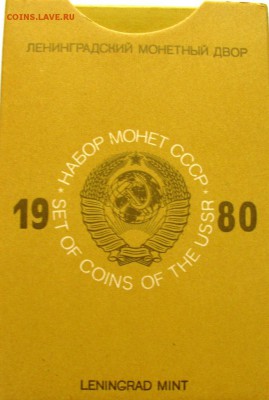 COINS.LAVE.RU
ЛЕНИНГРАДСКИЙ МОНЕТНЫЙ ДВОР
* НАБОР МОНЕТ СССР *
19 80
SET OF COINS OF THE USSR
LENINGRAD MINT